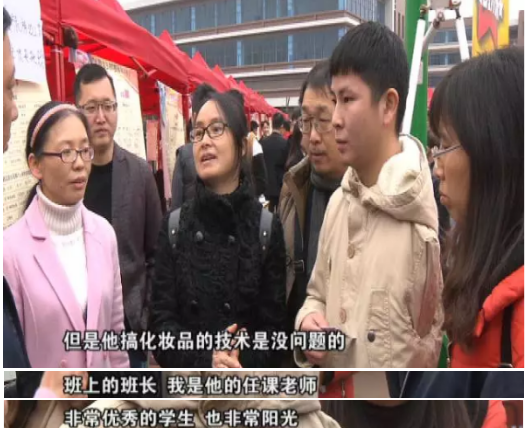 但是他搞化妆品的技术是没问题的
班上的班长 我是他的任课老师
非常优秀的学生 也非常阳光